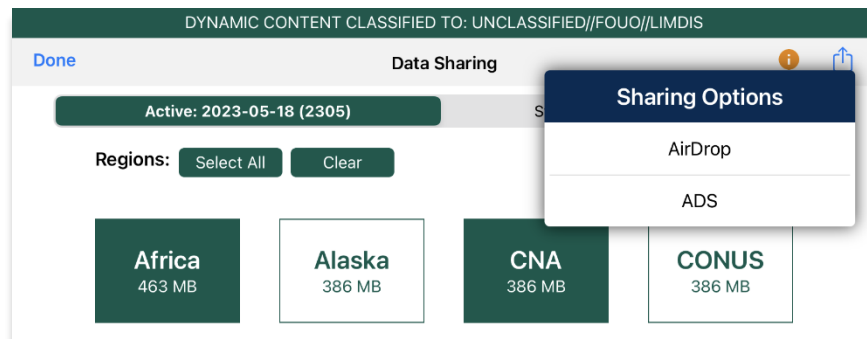 DYNAMIC CONTENT CLASSIFIED TO: UNCLASSIFIED//FOUO//LIMDIS
Done
Data Sharing
Sharing Options
AirDrop
ADS
Active: 2023-05-18 (2305)
Regions:
Select All
Clear
Africa
463 MB
Alaska
386 MB
CNA
386 MB
CONUS
386 MB